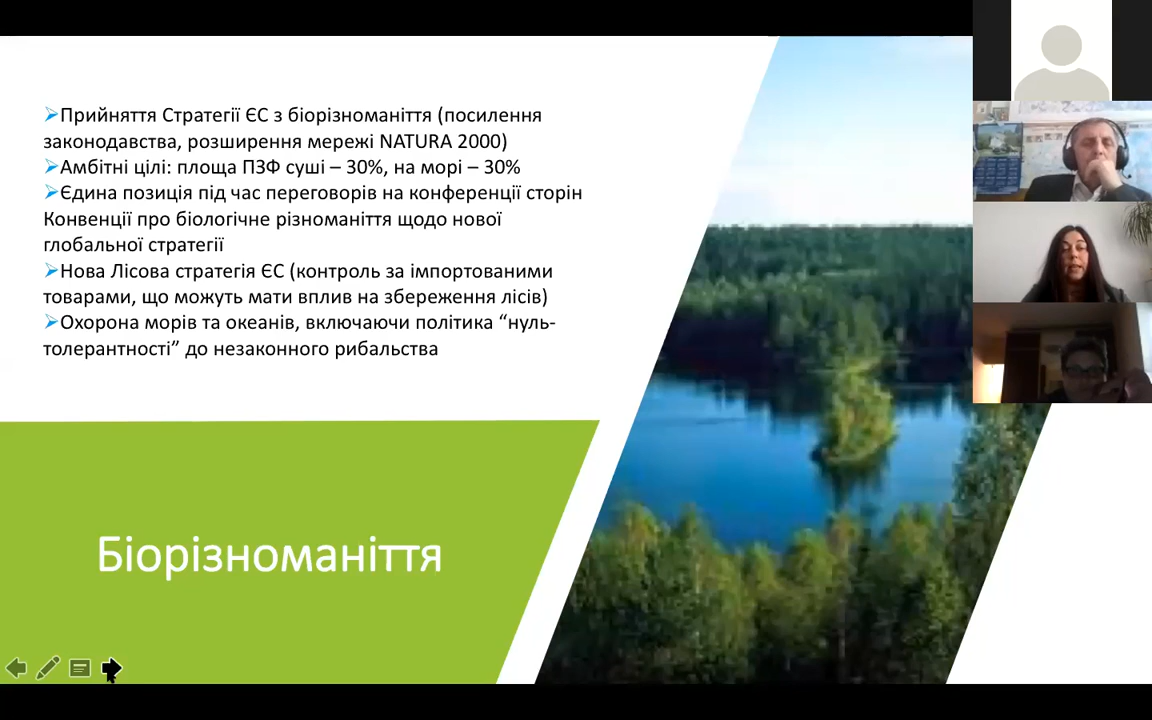 ➢Прийняття Стратегії ЄС з біорізноманіття (посилення
законодавства, розширення мережі NATURA 2000)
➢Амбітні цілі: площа ПЗФ суші – 30%, на морі – 30%
➢Єдина позиція під час переговорів на конференції сторін
Конвенції про біологічне різноманіття щодо нової
глобальної стратегії
➢Нова Лісова стратегія ЄС (контроль за імпортованими
товарами, що можуть мати вплив на збереження лісів)
➢Охорона морів та океанів, включаючи політика “нуль-
толерантності” до незаконного рибальства
Біорізноманіття